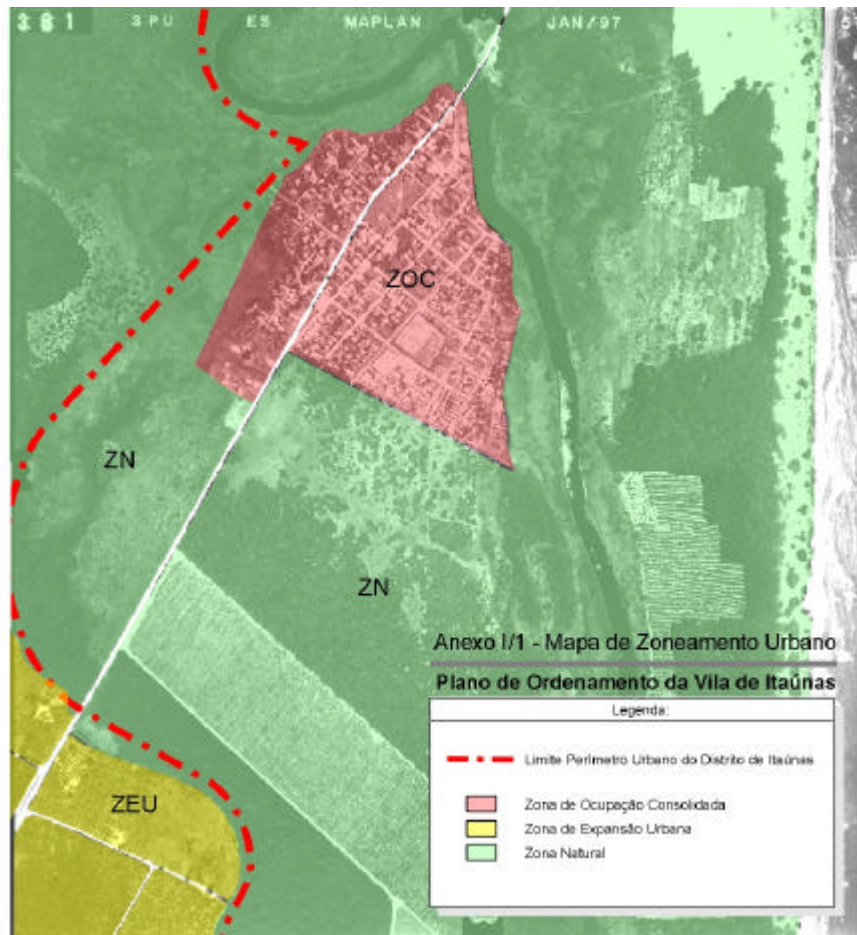 381 SPU ES MAPLAN JAN/97
ZOC
ZN
ZN
ZEU
Anexo I/1 - Mapa de Zoneamento Urbano
Plano de Ordenamento da Vila de Itaúnas
Legenda:
Limite Perímetro Urbano do Distrito de Itaúnas
Zona de Ocupação Consolidada
Zona de Expansão Urbana
Zona Natural